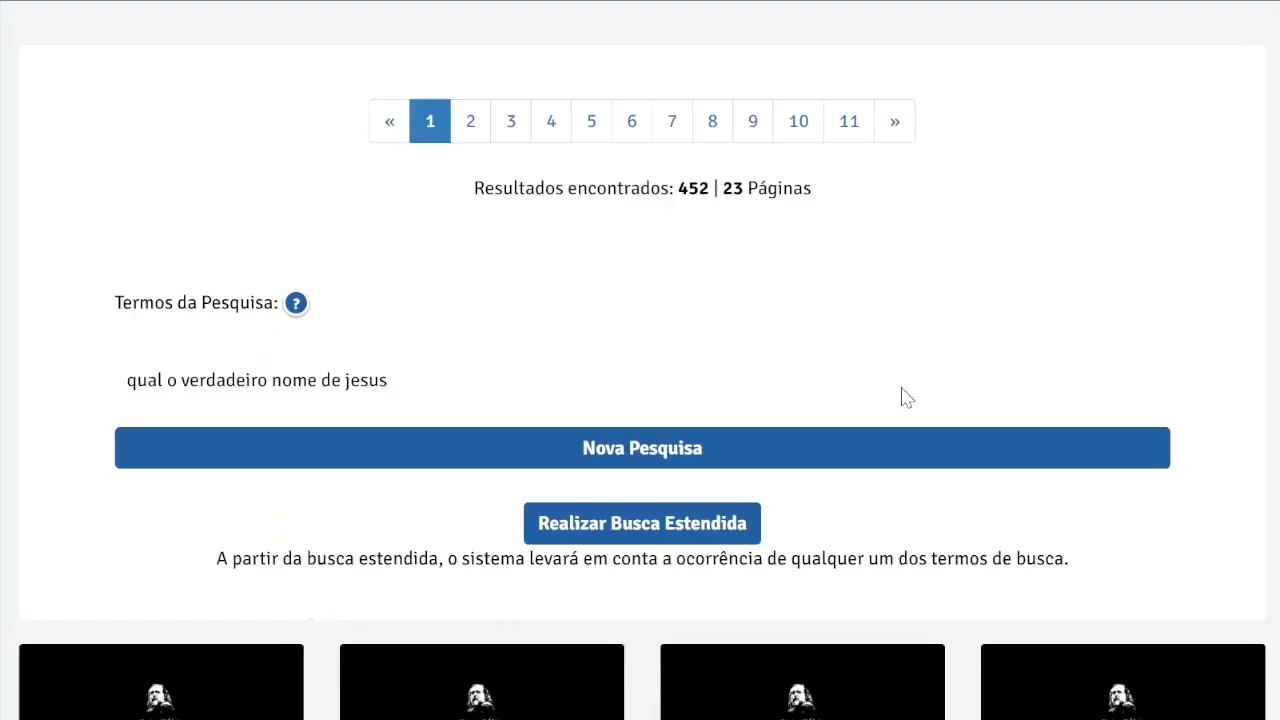 « 1 2 3 4 5 6 7 8 9 10 11 »
Resultados encontrados: 452 | 23 Páginas
Termos da Pesquisa: ?
qual o verdadeiro nome de jesus
Nova Pesquisa
Realizar Busca Estendida
A partir da busca estendida, o sistema levará em conta a ocorrência de qualquer um dos termos de busca.